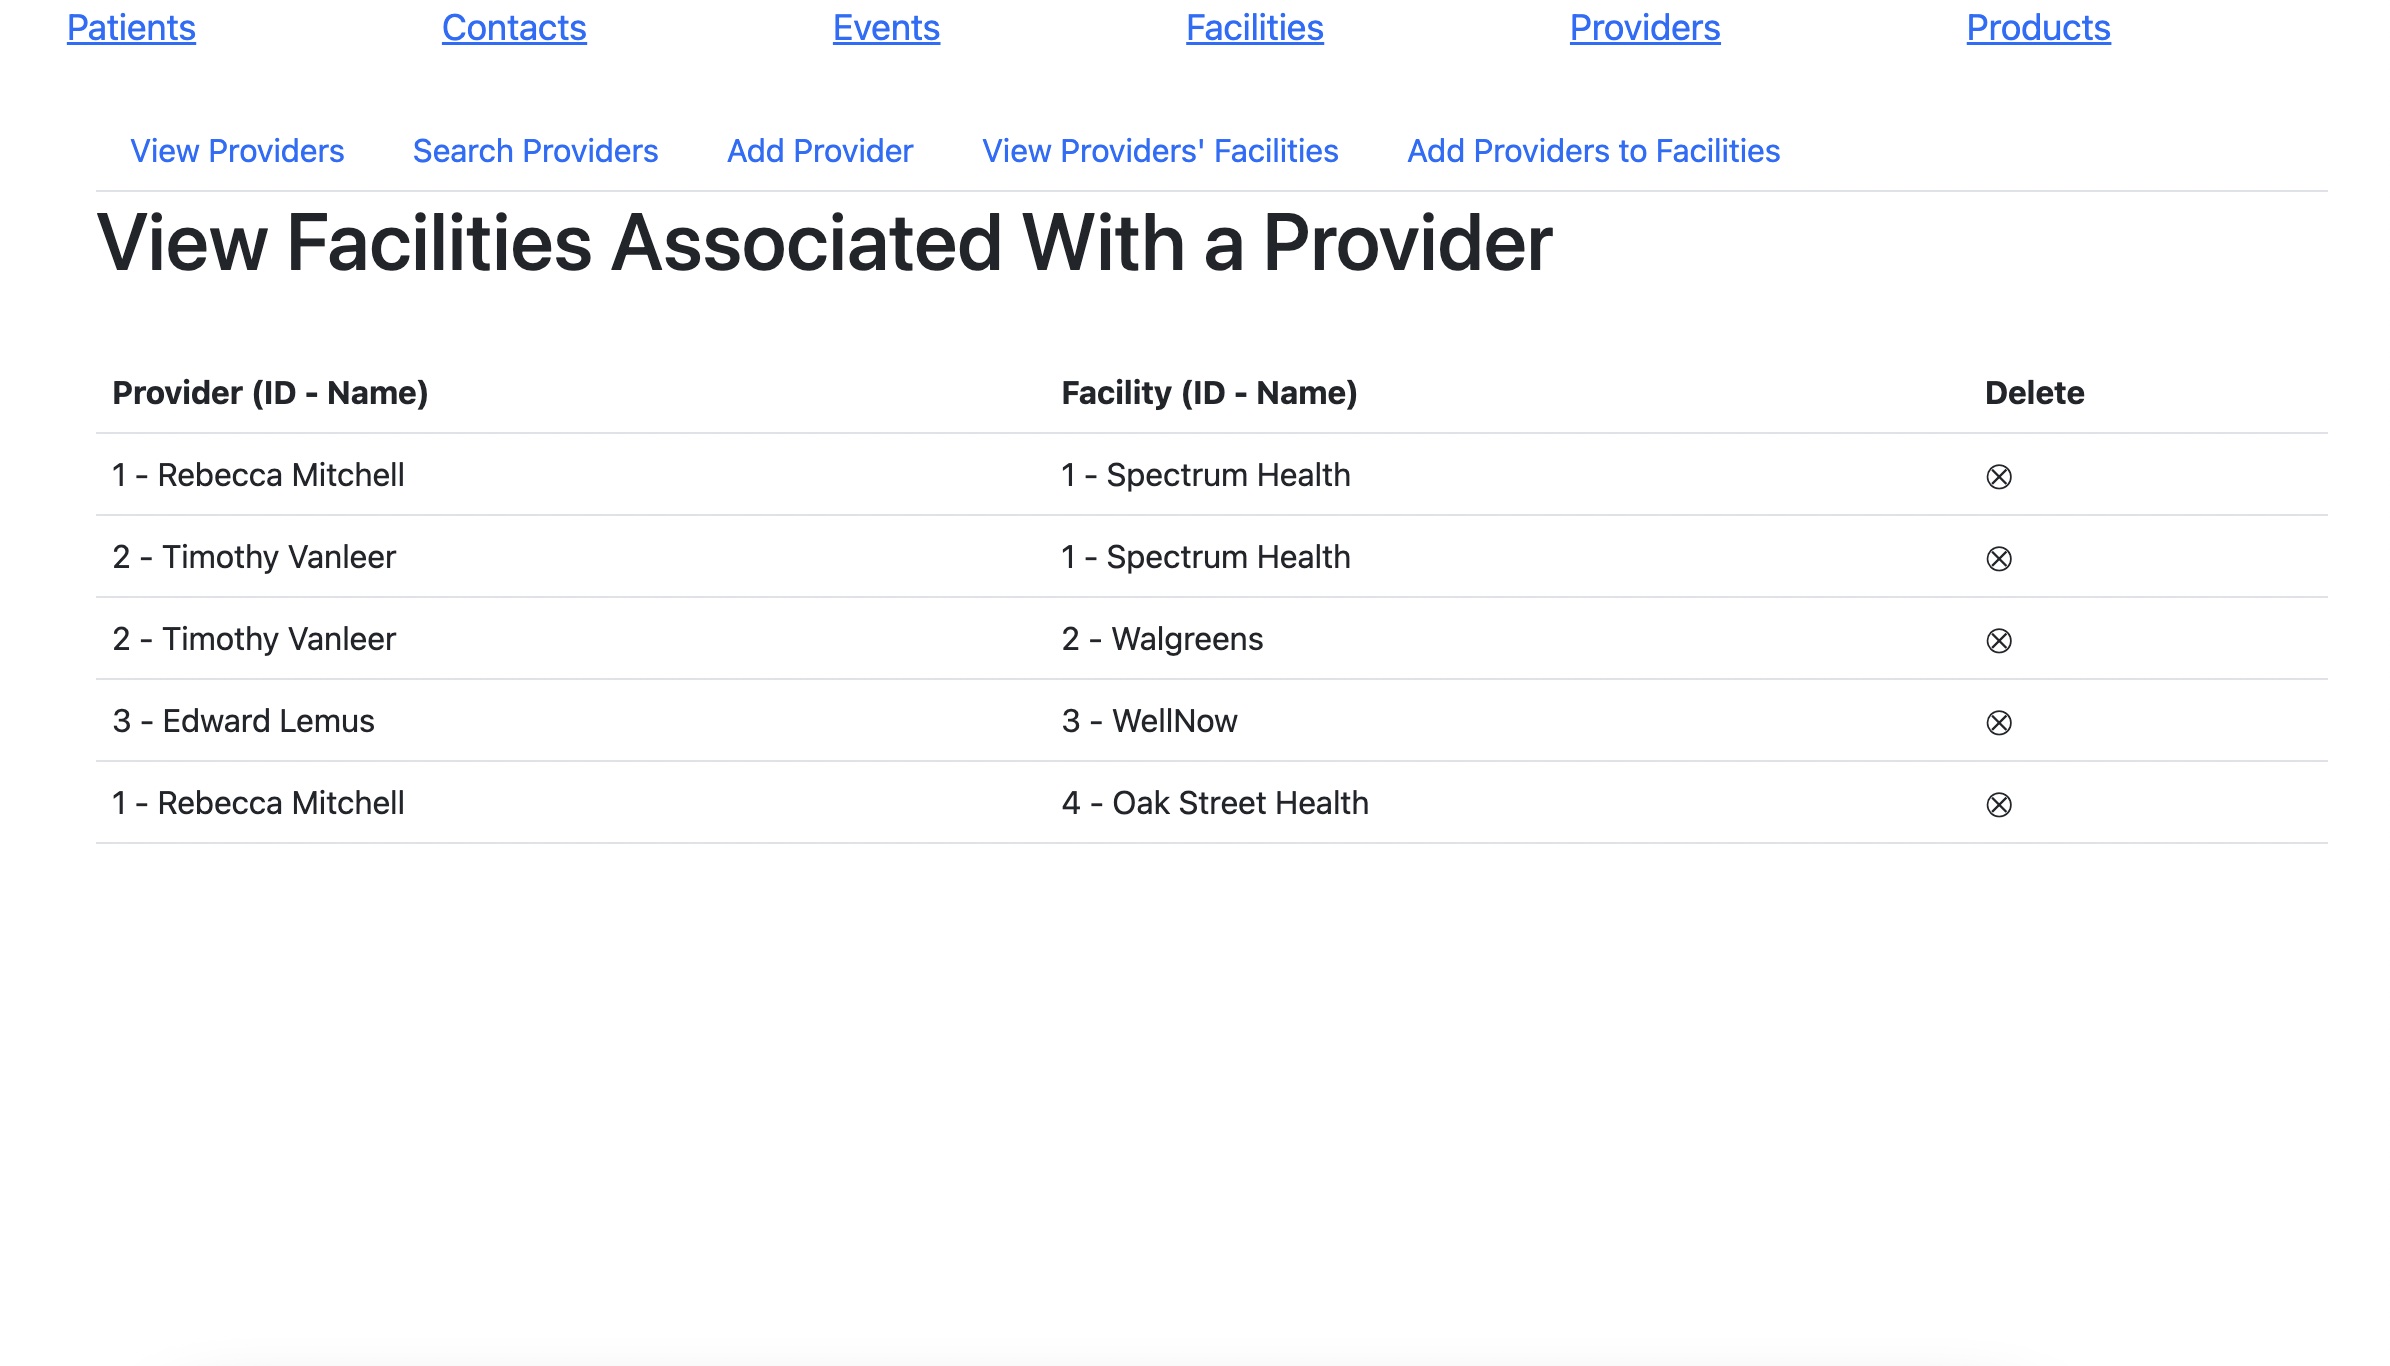 Patients Contacts Events Facilities Providers Products
View Providers Search Providers Add Provider View Providers' Facilities Add Providers to Facilities
View Facilities Associated With a Provider
Provider (ID - Name) Facility (ID - Name) Delete
1 - Rebecca Mitchell 1 - Spectrum Health
2 - Timothy Vanleer 1 - Spectrum Health
2 - Timothy Vanleer 2 - Walgreens
3 - Edward Lemus 3 - WellNow
1 - Rebecca Mitchell 4 - Oak Street Health